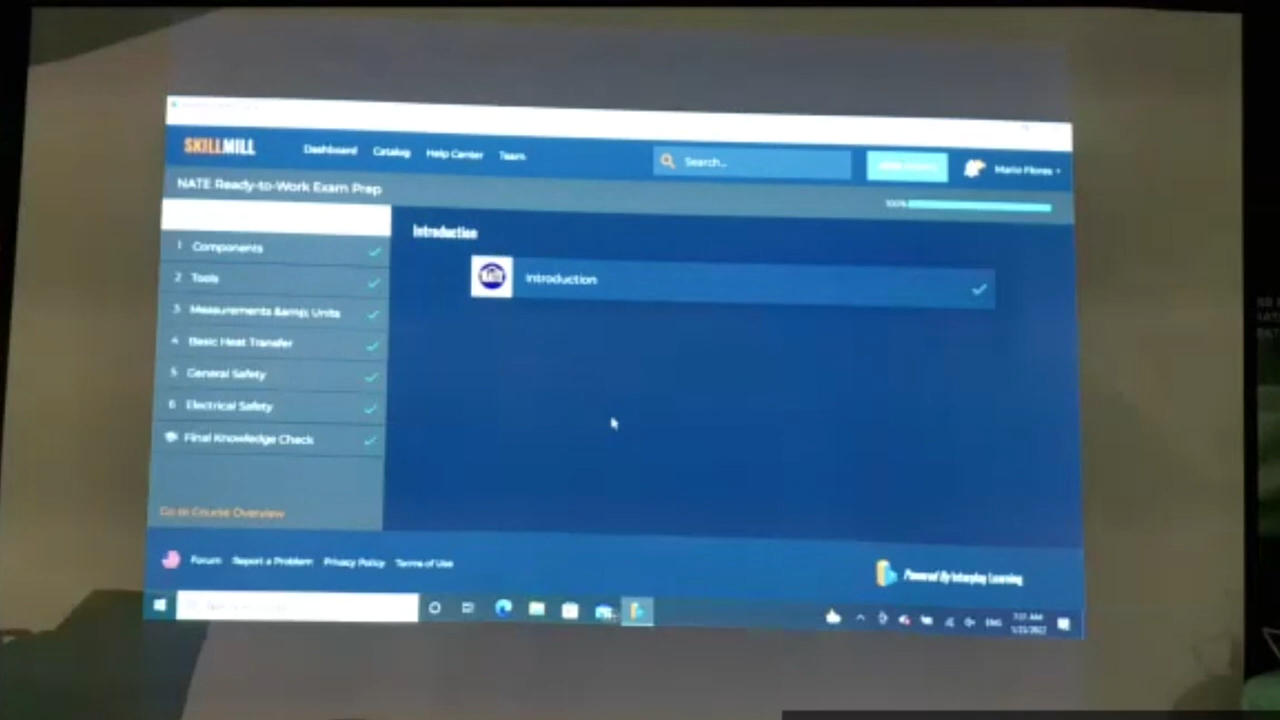 SKILLMILL
Dashboard Catalog Help Center Team
Search...
Mario Flores
NATE Ready-to-Work Exam Prep
100%
Introduction
NATE
Introduction
1 Components
2 Tools
3 Measurements &amp; Units
4 Basic Heat Transfer
5 General Safety
6 Electrical Safety
Final Knowledge Check
Go to Course Overview
Forum Report a Problem Privacy Policy Terms of Use
Powered By Interplay Learning
ENG